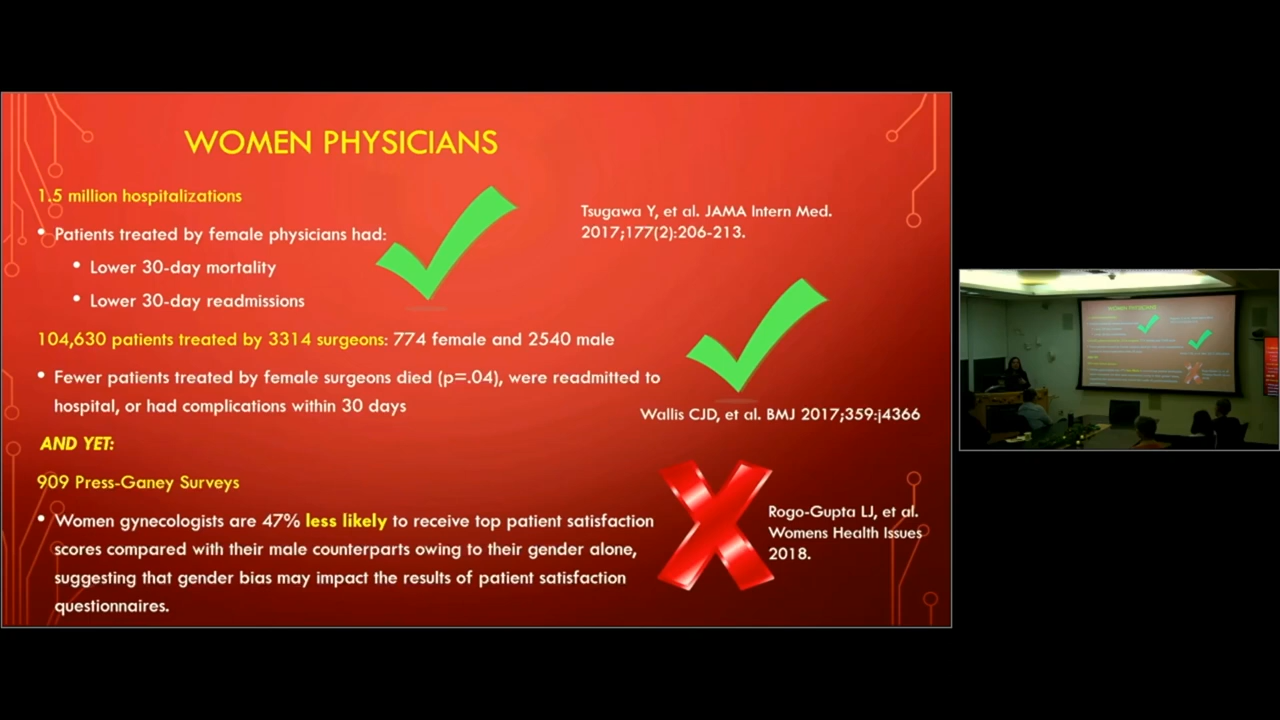 WOMEN PHYSICIANS
1.5 million hospitalizations
• Patients treated by female physicians had:
• Lower 30-day mortality
• Lower 30-day readmissions
Tsugawa Y, et al. JAMA Intern Med.
2017;177(2):206-213.
104,630 patients treated by 3314 surgeons: 774 female and 2540 male
• Fewer patients treated by female surgeons died (p=.04), were readmitted to
hospital, or had complications within 30 days
Wallis CJD, et al. BMJ 2017;359:j4366
AND YET:
909 Press-Ganey Surveys
• Women gynecologists are 47% less likely to receive top patient satisfaction
scores compared with their male counterparts owing to their gender alone,
suggesting that gender bias may impact the results of patient satisfaction
questionnaires.
Rogo-Gupta LJ, et al.
Womens Health Issues
2018.
WOMEN PHYSICIANS